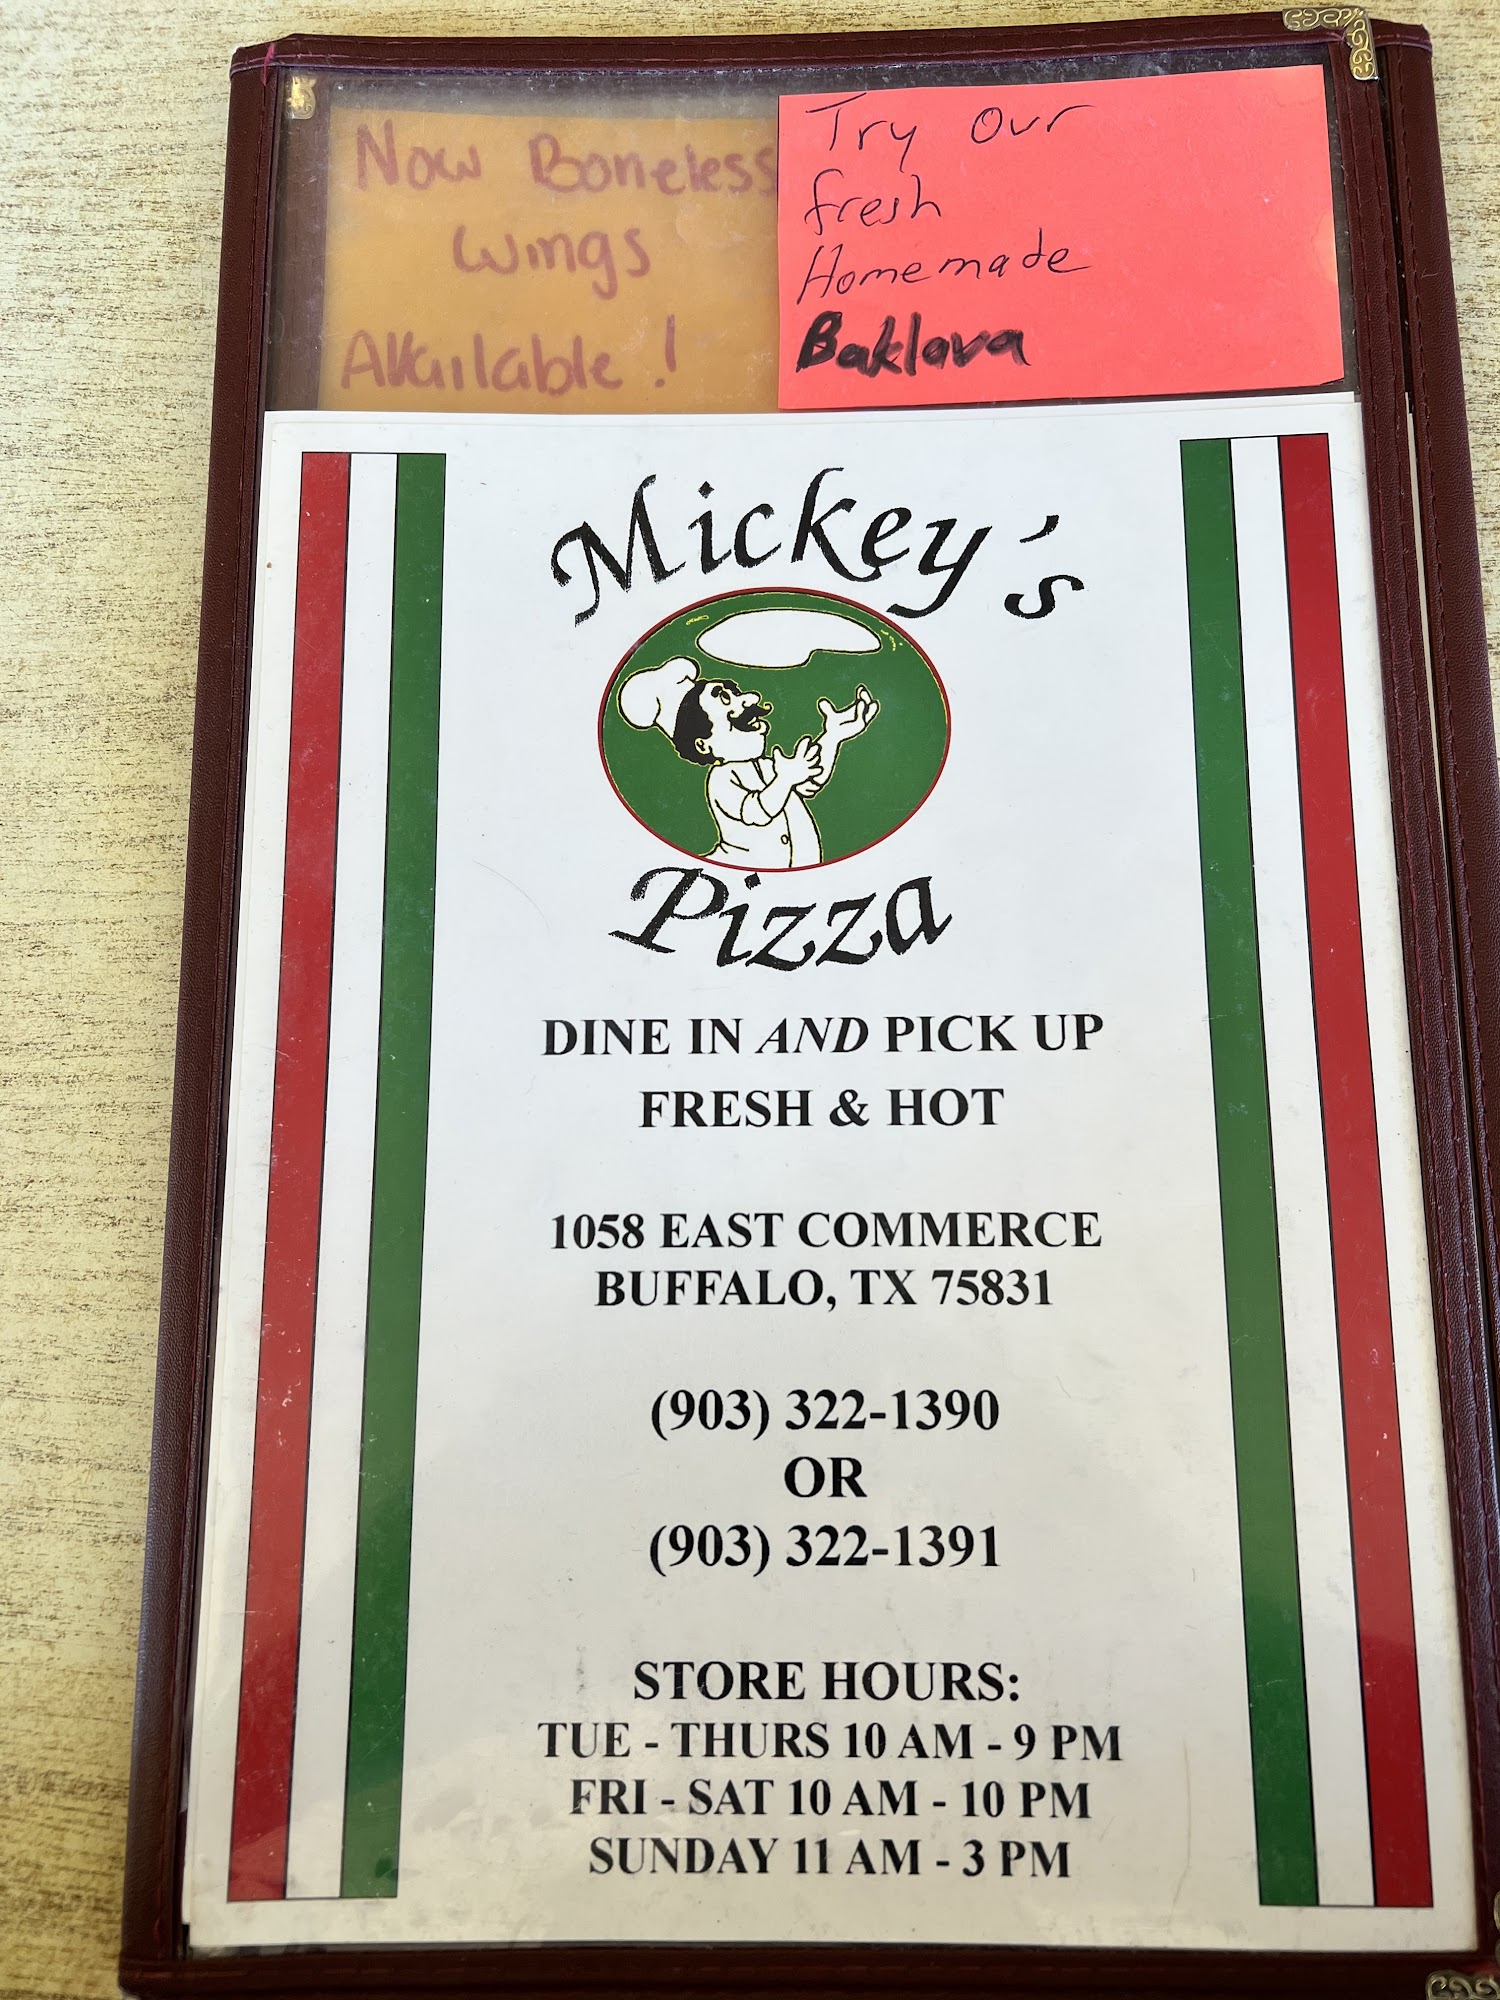 Now Boneless
Wings
Available!
Try Our
fresh
Homemade
Baklava
Mickey's
Pizza
DINE IN AND PICK UP
FRESH & HOT
1058 EAST COMMERCE
BUFFALO, TX 75831
(903) 322-1390
OR
(903) 322-1391
STORE HOURS:
TUE - THURS 10 AM - 9 PM
FRI - SAT 10 AM - 10 PM
SUNDAY 11 AM - 3 PM